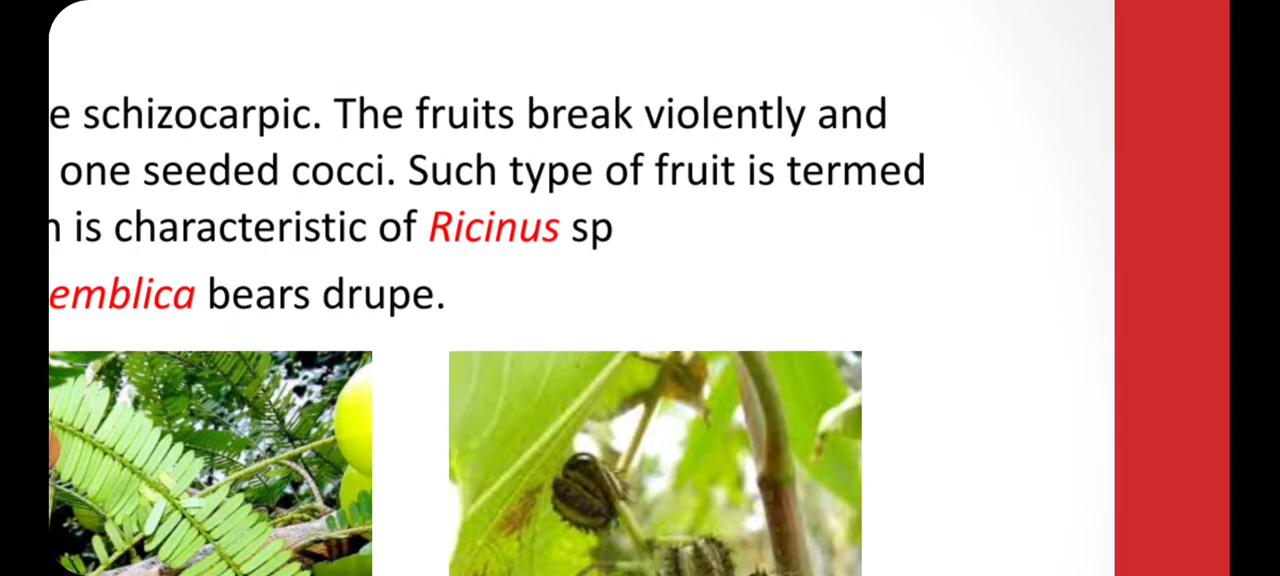 e schizocarpic. The fruits break violently and
one seeded cocci. Such type of fruit is termed
is characteristic of Ricinus sp
emblica bears drupe.